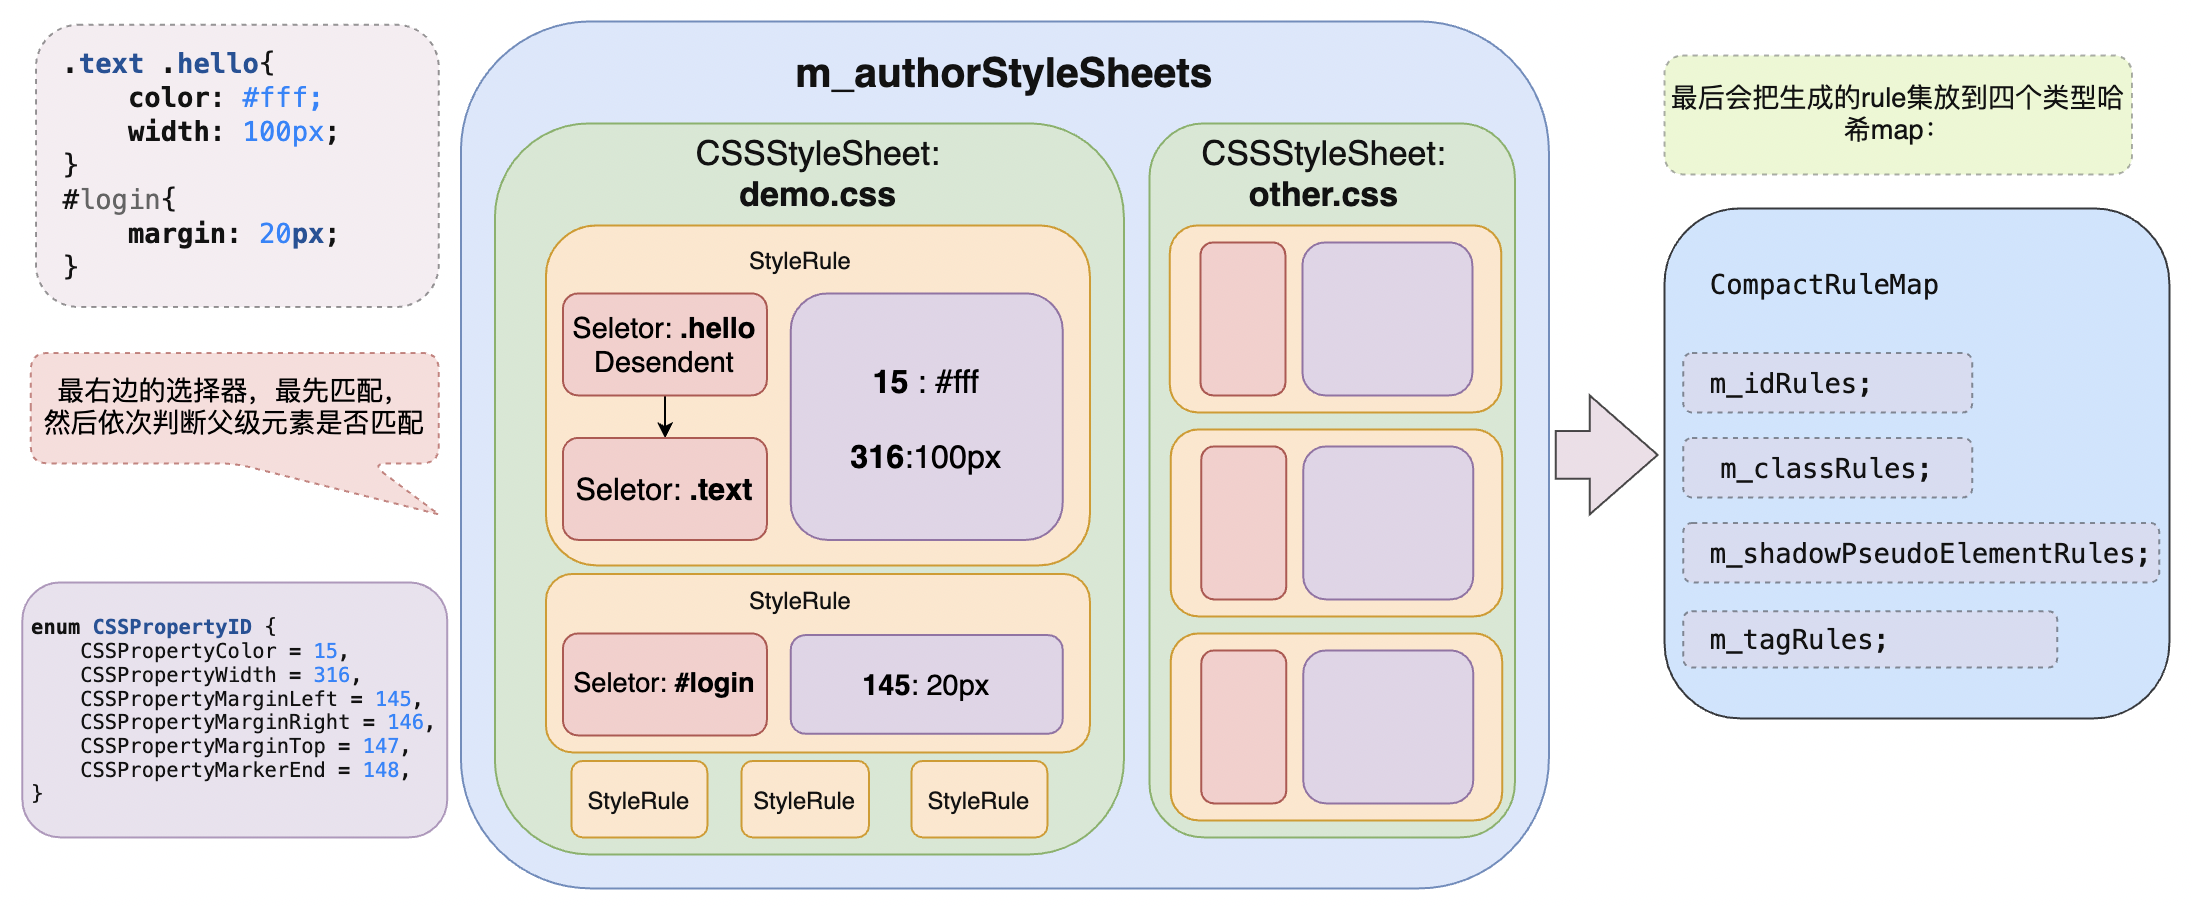 .text .hello{
color: #fff;
width: 100px;
}
#login{
margin: 20px;
}
最右边的选择器，最先匹配，
然后依次判断父级元素是否匹配
enum CSSPropertyID {
CSSPropertyColor = 15,
CSSPropertyWidth = 316,
CSSPropertyMarginLeft = 145,
CSSPropertyMarginRight = 146,
CSSPropertyMarginTop = 147,
CSSPropertyMarkerEnd = 148,
}
m_authorStyleSheets
CSSStyleSheet:
demo.css
StyleRule
Seletor: .hello
Desendent
Seletor: .text
15 : #fff
316:100px
StyleRule
Seletor: #login
145: 20px
StyleRule
StyleRule
StyleRule
CSSStyleSheet:
other.css
最后会把生成的rule集放到四个类型哈
希map：
CompactRuleMap
m_idRules;
m_classRules;
m_shadowPseudoElementRules;
m_tagRules;